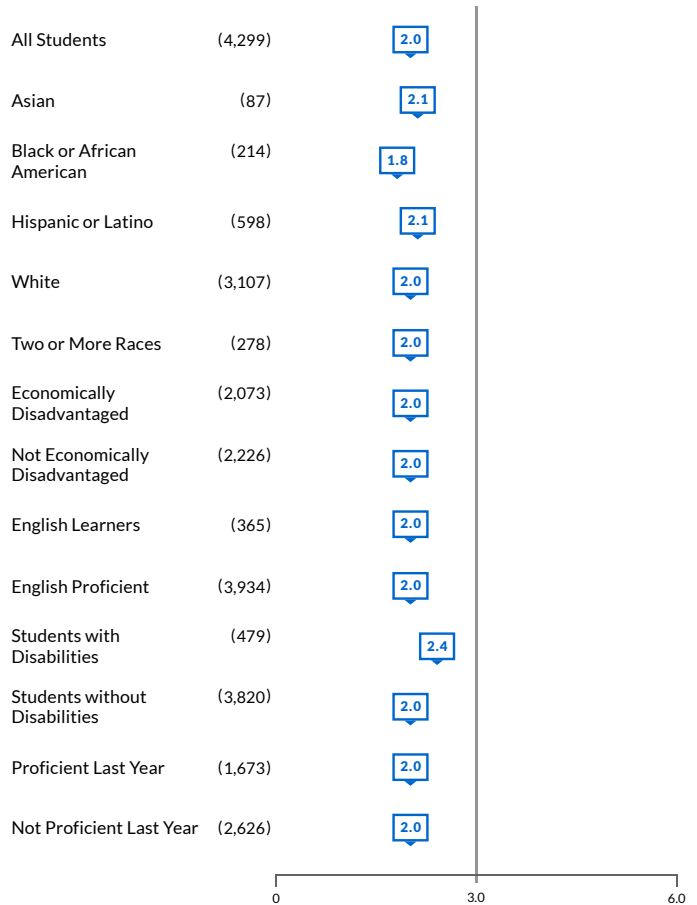 All Students (4,299) 2.0
Asian (87) 2.1
Black or African (214) 1.8
American
Hispanic or Latino (598) 2.1
White (3,107) 2.0
Two or More Races (278) 2.0
Economically (2,073) 2.0
Disadvantaged
Not Economically (2,226) 2.0
Disadvantaged
English Learners (365) 2.0
English Proficient (3,934) 2.0
Students with (479) 2.4
Disabilities
Students without (3,820) 2.0
Disabilities
Proficient Last Year (1,673) 2.0
Not Proficient Last Year (2,626) 2.0
0 3.0 6.0